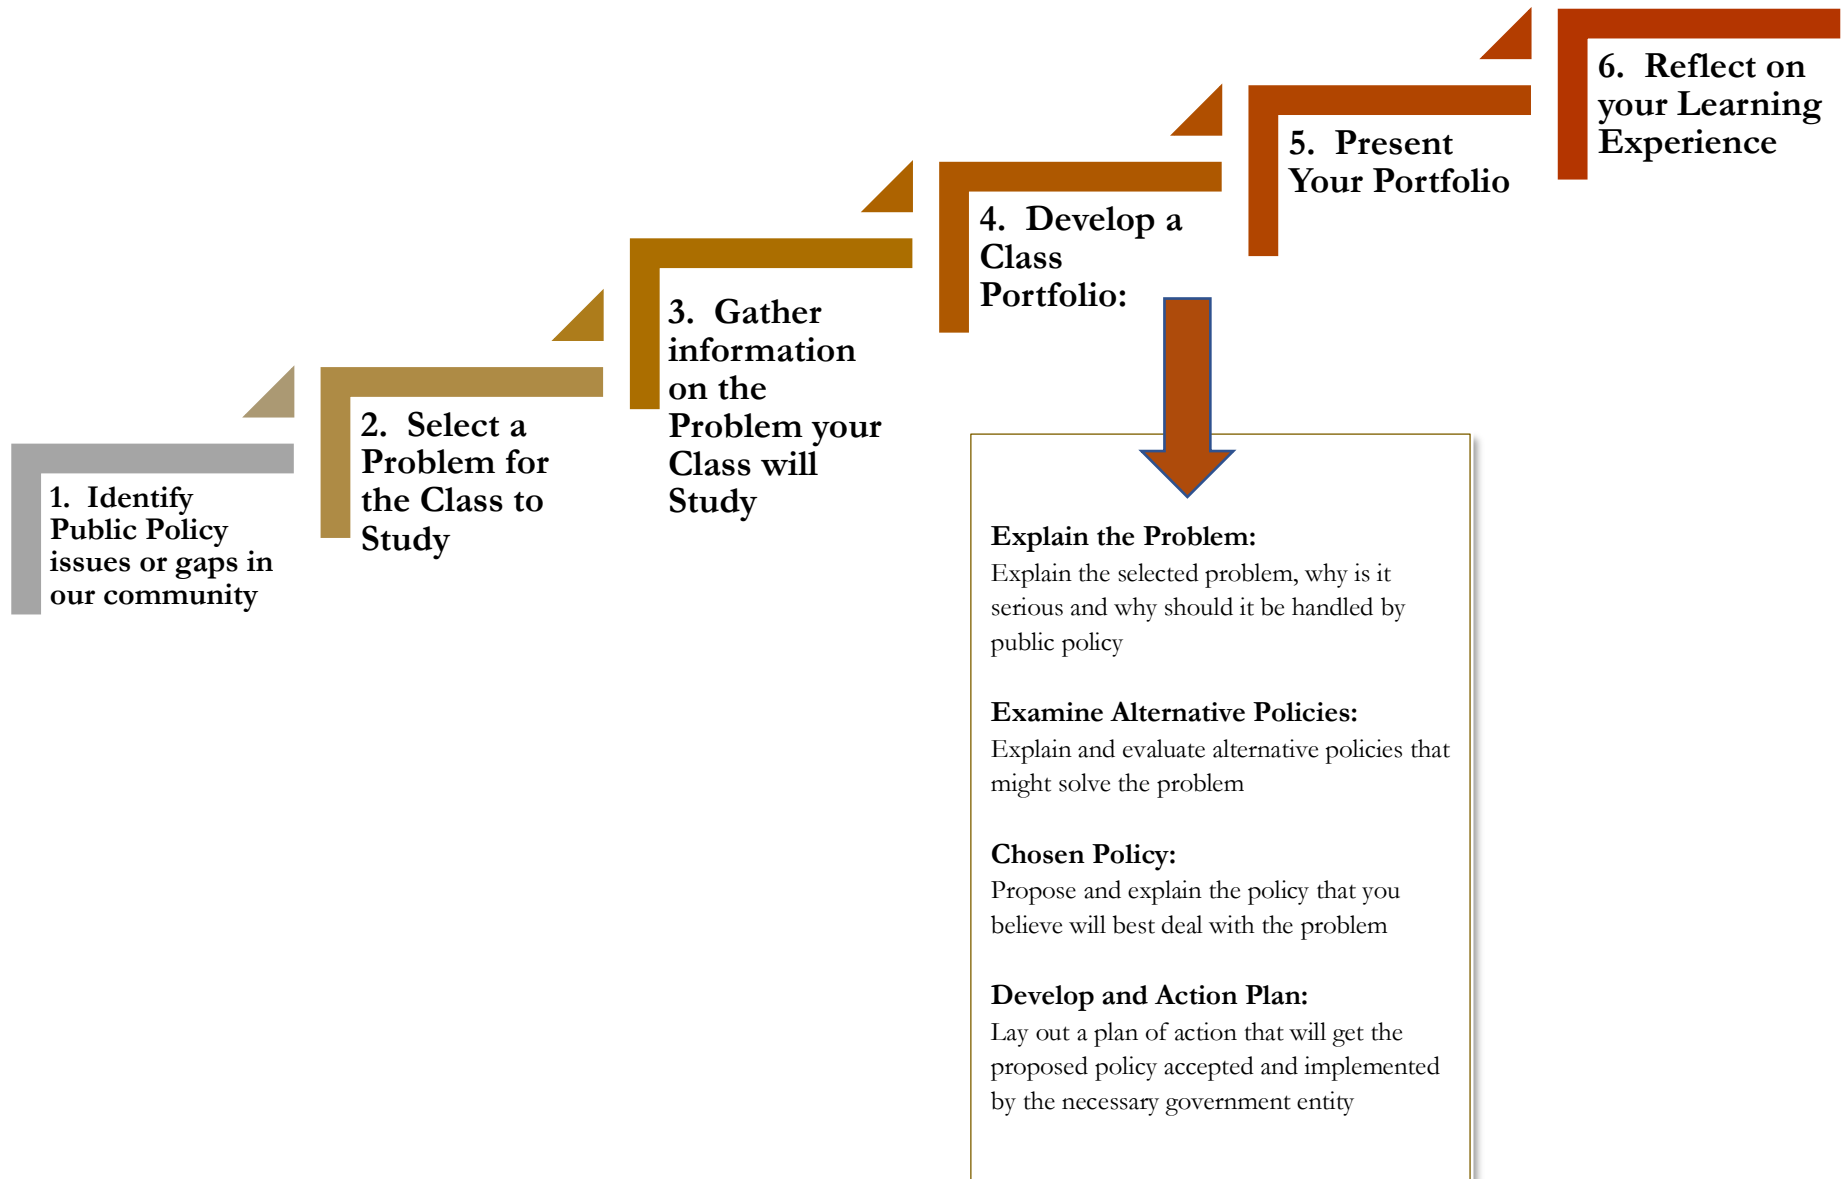 1. Identify
Public Policy
issues or gaps in
our community
2. Select a
Problem for
the Class to
Study
3. Gather
information
on the
Problem your
Class will
Study
4. Develop a
Class
Portfolio:
5. Present
Your Portfolio
6. Reflect on
your Learning
Experience
Explain the Problem:
Explain the selected problem, why is it
serious and why should it be handled by
public policy
Examine Alternative Policies:
Explain and evaluate alternative policies that
might solve the problem
Chosen Policy:
Propose and explain the policy that you
believe will best deal with the problem
Develop and Action Plan:
Lay out a plan of action that will get the
proposed policy accepted and implemented
by the necessary government entity